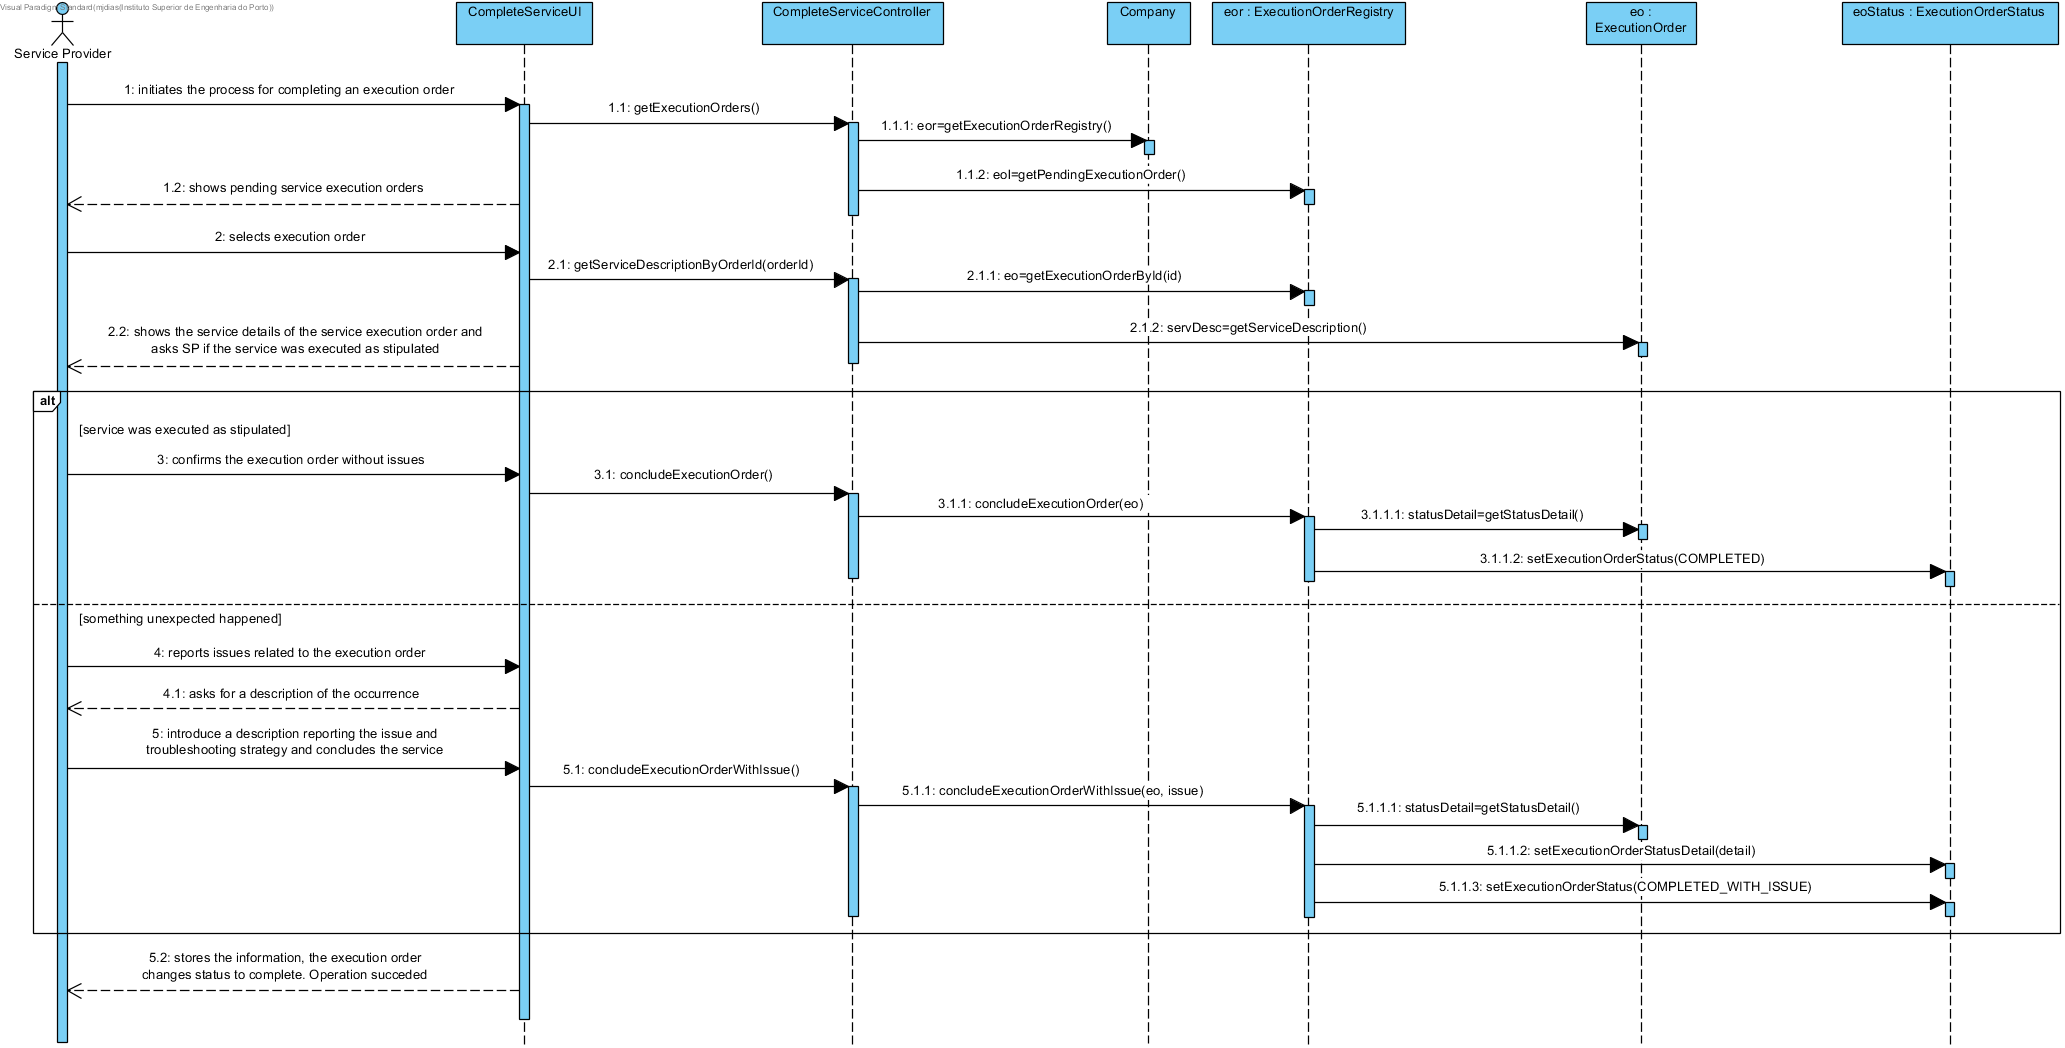 Visual Paradigm Standard(mjdias(Instituto Superior de Engenharia do Porto))
Service Provider
CompleteServiceUI
CompleteServiceController
Company
eor : ExecutionOrderRegistry
eo :
ExecutionOrder
eoStatus : ExecutionOrderStatus
1: initiates the process for completing an execution order
1.1: getExecutionOrders()
1.1.1: eor=getExecutionOrderRegistry()
1.1.2: eol=getPendingExecutionOrder()
1.2: shows pending service execution orders
2: selects execution order
2.1: getServiceDescriptionByOrderId(orderId)
2.1.1: eo=getExecutionOrderById(id)
2.1.2: servDesc=getServiceDescription()
2.2: shows the service details of the service execution order and
asks SP if the service was executed as stipulated
alt
[service was executed as stipulated]
3: confirms the execution order without issues
3.1: concludeExecutionOrder()
3.1.1: concludeExecutionOrder(eo)
3.1.1.1: statusDetail=getStatusDetail()
3.1.1.2: setExecutionOrderStatus(COMPLETED)
[something unexpected happened]
4: reports issues related to the execution order
4.1: asks for a description of the occurrence
5: introduce a description reporting the issue and
troubleshooting strategy and concludes the service
5.1: concludeExecutionOrderWithIssue()
5.1.1: concludeExecutionOrderWithIssue(eo, issue)
5.1.1.1: statusDetail=getStatusDetail()
5.1.1.2: setExecutionOrderStatusDetail(detail)
5.1.1.3: setExecutionOrderStatus(COMPLETED_WITH_ISSUE)
5.2: stores the information, the execution order
changes status to complete. Operation succeded